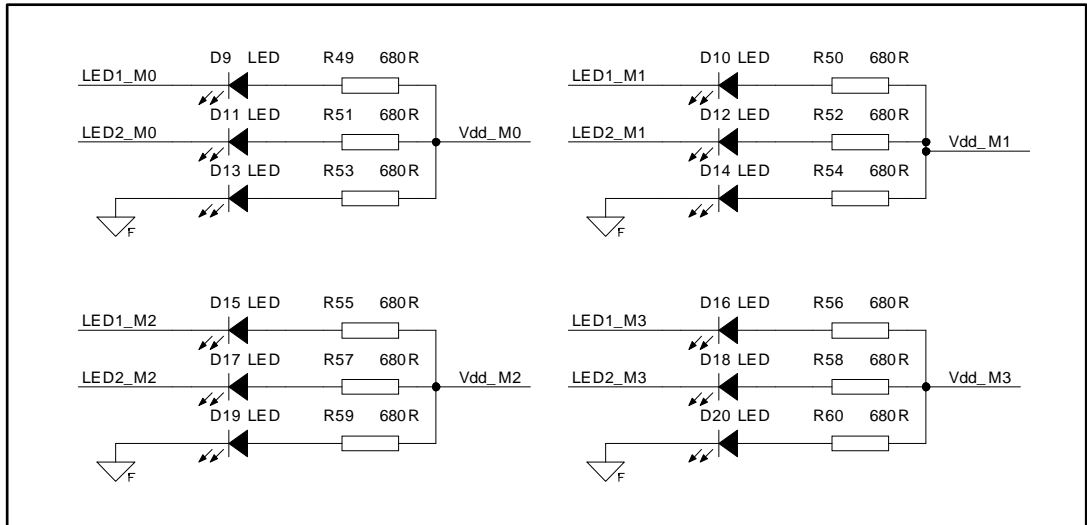 D9 LED R49 680R
LED1_M0
D11 LED R51 680R
LED2_M0
Vdd_M0
D13 LED R53 680R
F
D10 LED R50 680R
LED1_M1
D12 LED R52 680R
LED2_M1
Vdd_M1
D14 LED R54 680R
F
D15 LED R55 680R
LED1_M2
D17 LED R57 680R
LED2_M2
Vdd_M2
D19 LED R59 680R
F
D16 LED R56 680R
LED1_M3
D18 LED R58 680R
LED2_M3
Vdd_M3
D20 LED R60 680R
F